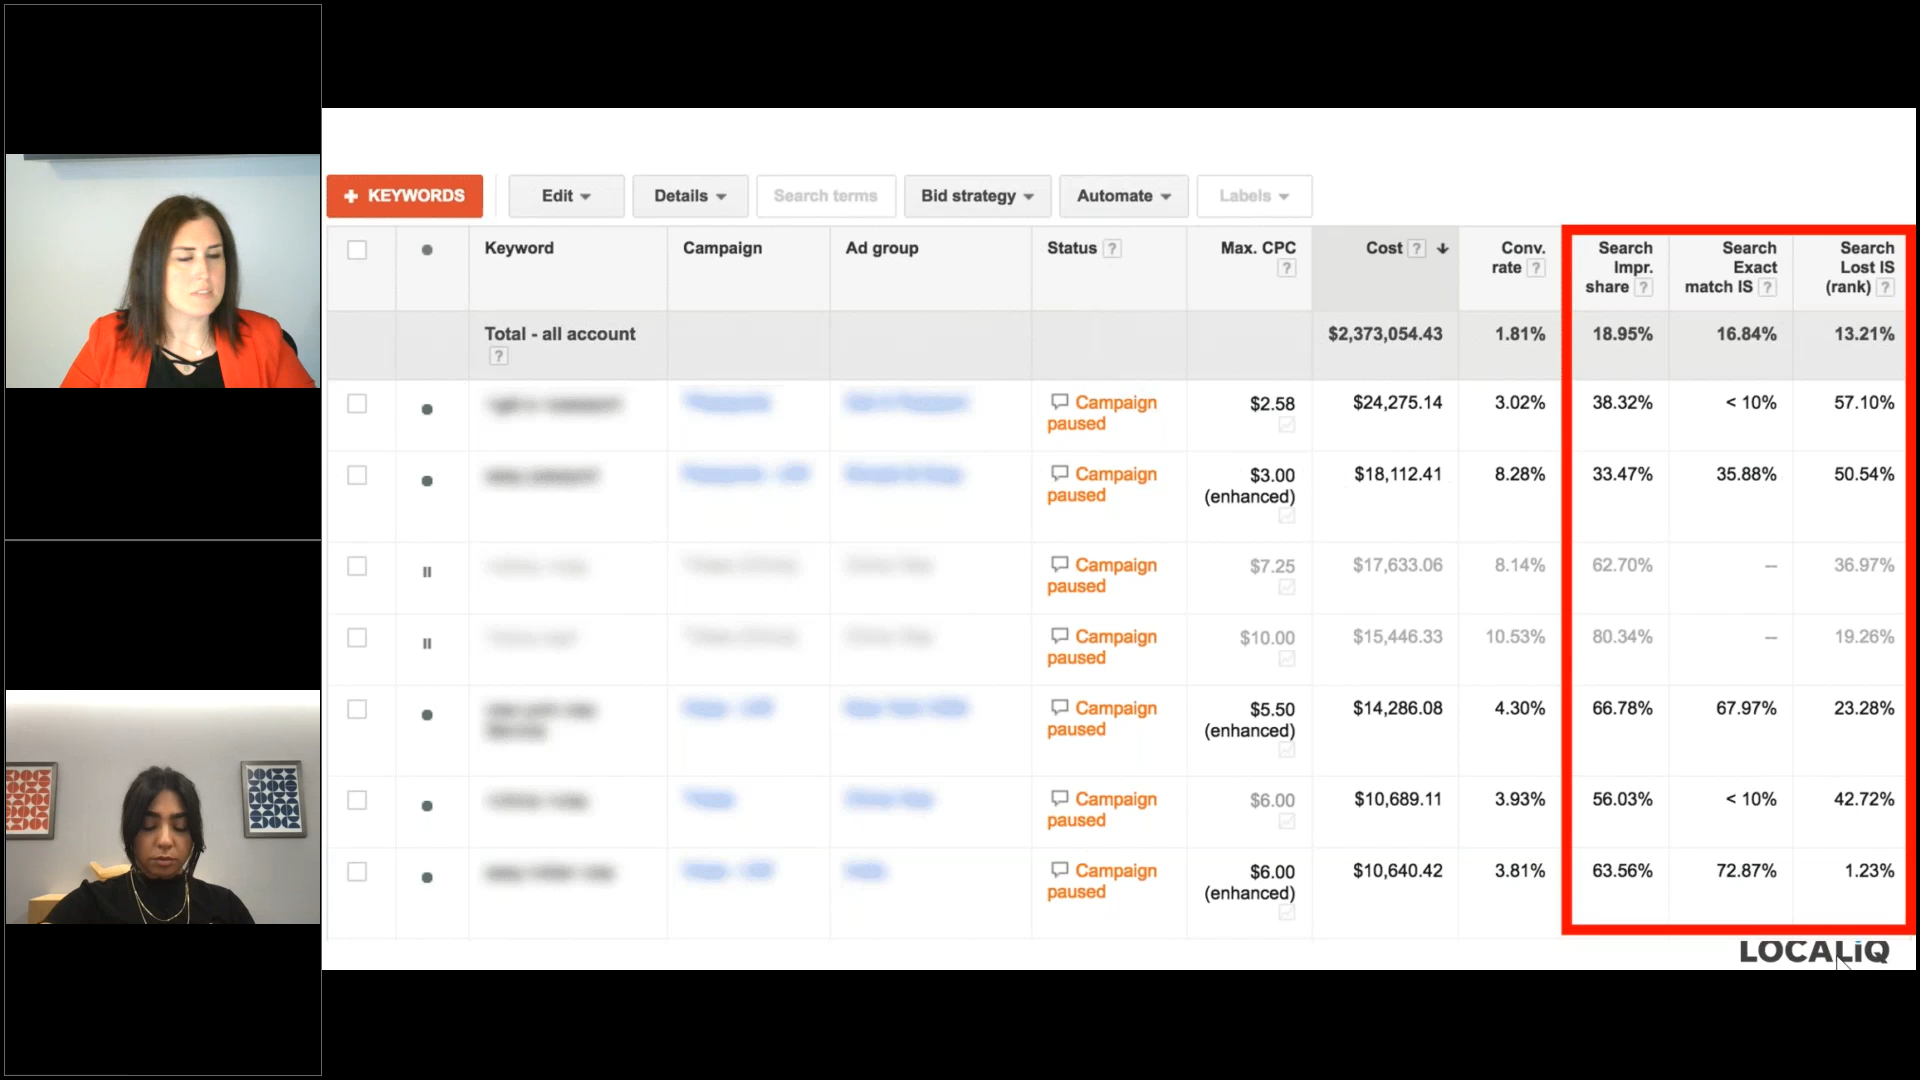 + KEYWORDS
Edit
Details
Search terms
Bid strategy
Automate
Labels
Keyword
Campaign
Ad group
Status ?
Max. CPC
?
Cost ?
Conv.
rate ?
Search
Impr.
share ?
Search
Exact
match IS ?
Search
Lost IS
(rank) ?
Total - all account
?
$2,373,054.43
1.81%
18.95%
16.84%
13.21%
Campaign
paused
$2.58
$24,275.14
3.02%
38.32%
< 10%
57.10%
Campaign
paused
$3.00
(enhanced)
$18,112.41
8.28%
33.47%
35.88%
50.54%
Campaign
paused
$7.25
$17,633.06
8.14%
62.70%
--
36.97%
Campaign
paused
$10.00
$15,446.33
10.53%
80.34%
--
19.26%
Campaign
paused
$5.50
(enhanced)
$14,286.08
4.30%
66.78%
67.97%
23.28%
Campaign
paused
$6.00
$10,689.11
3.93%
56.03%
< 10%
42.72%
Campaign
paused
$6.00
(enhanced)
$10,640.42
3.81%
63.56%
72.87%
1.23%
LOCALiQ